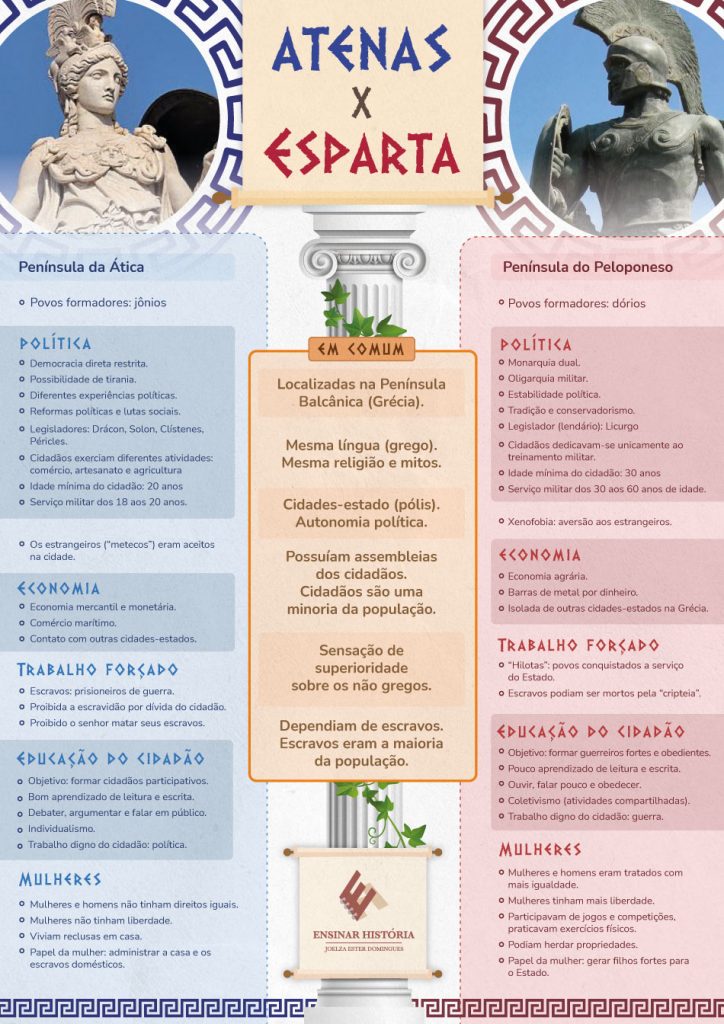 ATENAS
X
ESPARTA
Península da Ática
Povos formadores: jônios
POLÍTICA
Democracia direta restrita.
Possibilidade de tirania.
Diferentes experiências políticas.
Reformas políticas e lutas sociais.
Legisladores: Drácon, Solon, Clístenes,
Péricles.
Cidadãos exerciam diferentes atividades:
comércio, artesanato e agricultura
Idade mínima do cidadão: 20 anos
Serviço militar dos 18 aos 20 anos.
Os estrangeiros (“metecos”) eram aceitos
na cidade.
ECONOMIA
Economia mercantil e monetária.
Comércio marítimo.
Contato com outras cidades-estados.
TRABALHO FORÇADO
Escravos: prisioneiros de guerra.
Proibida a escravidão por dívida do cidadão.
Proibido o senhor matar seus escravos.
EDUCAÇÃO DO CIDADÃO
Objetivo: formar cidadãos participativos.
Bom aprendizado de leitura e escrita.
Debater, argumentar e falar em público.
Individualismo.
Trabalho digno do cidadão: política.
MULHERES
Mulheres e homens não tinham direitos iguais.
Mulheres não tinham liberdade.
Viviam reclusas em casa.
Papel da mulher: administrar a casa e os
escravos domésticos.
EM COMUM
Localizadas na Península
Balcânica (Grécia).
Mesma língua (grego).
Mesma religião e mitos.
Cidades-estado (pólis).
Autonomia política.
Possuíam assembleias
dos cidadãos.
Cidadãos são uma
minoria da população.
Sensação de
superioridade
sobre os não gregos.
Dependiam de escravos.
Escravos eram a maioria
da população.
ENSINAR HISTÓRIA
JOELZA ESTER DOMINGUES
Península do Peloponeso
Povos formadores: dórios
POLÍTICA
Monarquia dual.
Oligarquia militar.
Estabilidade política.
Tradição e conservadorismo.
Legislador (lendário): Licurgo
Cidadãos dedicavam-se unicamente ao
treinamento militar.
Idade mínima do cidadão: 30 anos
Serviço militar dos 30 aos 60 anos de idade.
Xenofobia: aversão aos estrangeiros.
ECONOMIA
Economia agrária.
Barras de metal por dinheiro.
Isolada de outras cidades-estados na Grécia.
TRABALHO FORÇADO
“Hilotas”: povos conquistados a serviço
do Estado.
Escravos podiam ser mortos pela “cripteia”.
EDUCAÇÃO DO CIDADÃO
Objetivo: formar guerreiros fortes e obedientes.
Pouco aprendizado de leitura e escrita.
Ouvir, falar pouco e obedecer.
Coletivismo (atividades compartilhadas).
Trabalho digno do cidadão: guerra.
MULHERES
Mulheres e homens eram tratados com
mais igualdade.
Mulheres tinham mais liberdade.
Participavam de jogos e competições,
praticavam exercícios físicos.
Podiam herdar propriedades.
Papel da mulher: gerar filhos fortes para
o Estado.